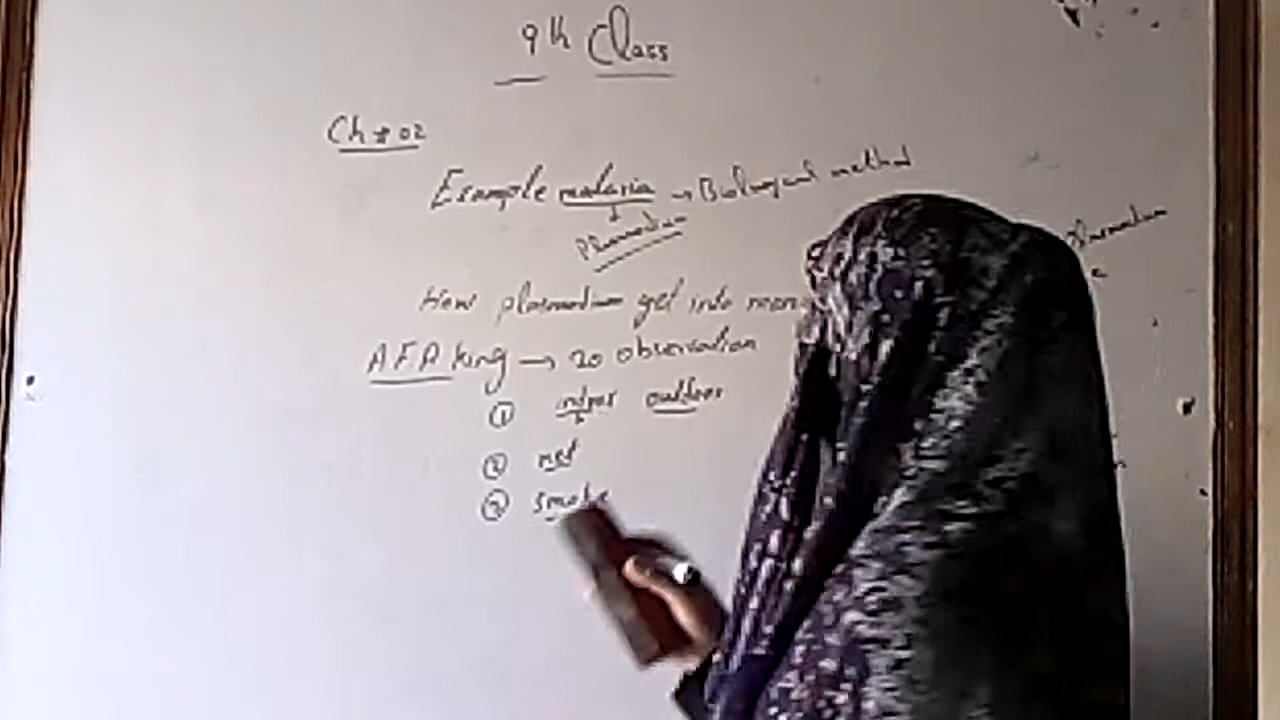 9th Class
Ch # 02
Example malaria → Biological method
↓
Plasmodium
Plasmodium
How plasmodium get into man
A F A King → 20 observation
① outdoor
② net
③ smoke